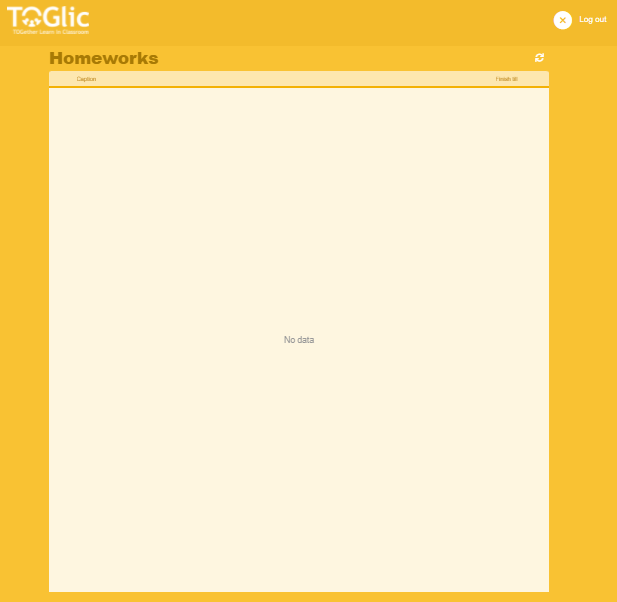 TOGlic
TOGether Learn in Classroom
Log out
Homeworks
Caption
Finish till
No data